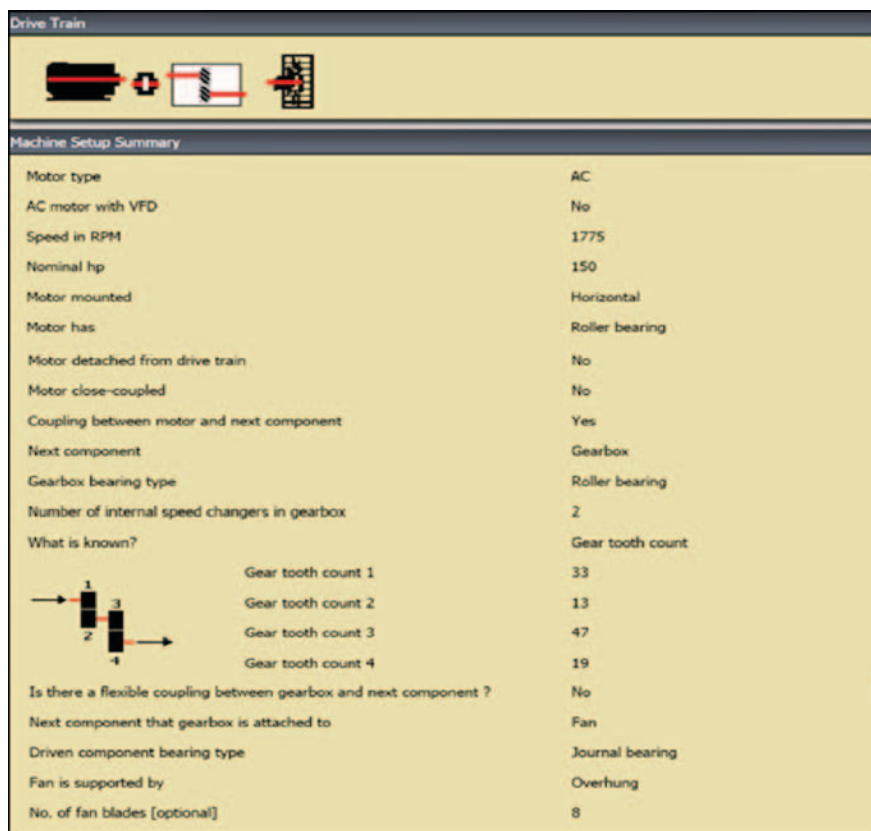 Drive Train
Machine Setup Summary
Motor type AC
AC motor with VFD No
Speed in RPM 1775
Nominal hp 150
Motor mounted Horizontal
Motor has Roller bearing
Motor detached from drive train No
Motor close-coupled No
Coupling between motor and next component Yes
Next component Gearbox
Gearbox bearing type Roller bearing
Number of internal speed changers in gearbox 2
What is known? Gear tooth count
1
2
3
4
Gear tooth count 1 33
Gear tooth count 2 13
Gear tooth count 3 47
Gear tooth count 4 19
Is there a flexible coupling between gearbox and next component ? No
Next component that gearbox is attached to Fan
Driven component bearing type Journal bearing
Fan is supported by Overhung
No. of fan blades [optional] 8